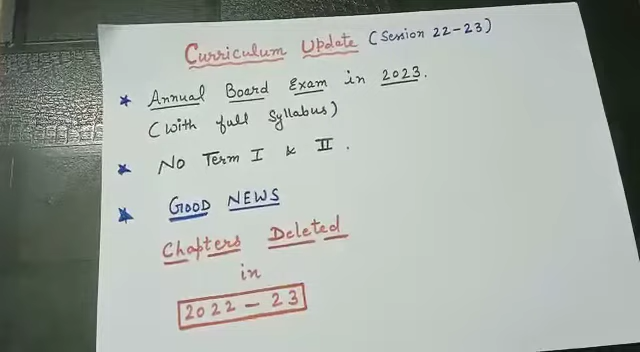 Curriculum Update (Session 22-23)
* Annual Board Exam in 2023.
(with full Syllabus)
* No Term I & II.
* GOOD NEWS
Chapters Deleted
in
2022 - 23